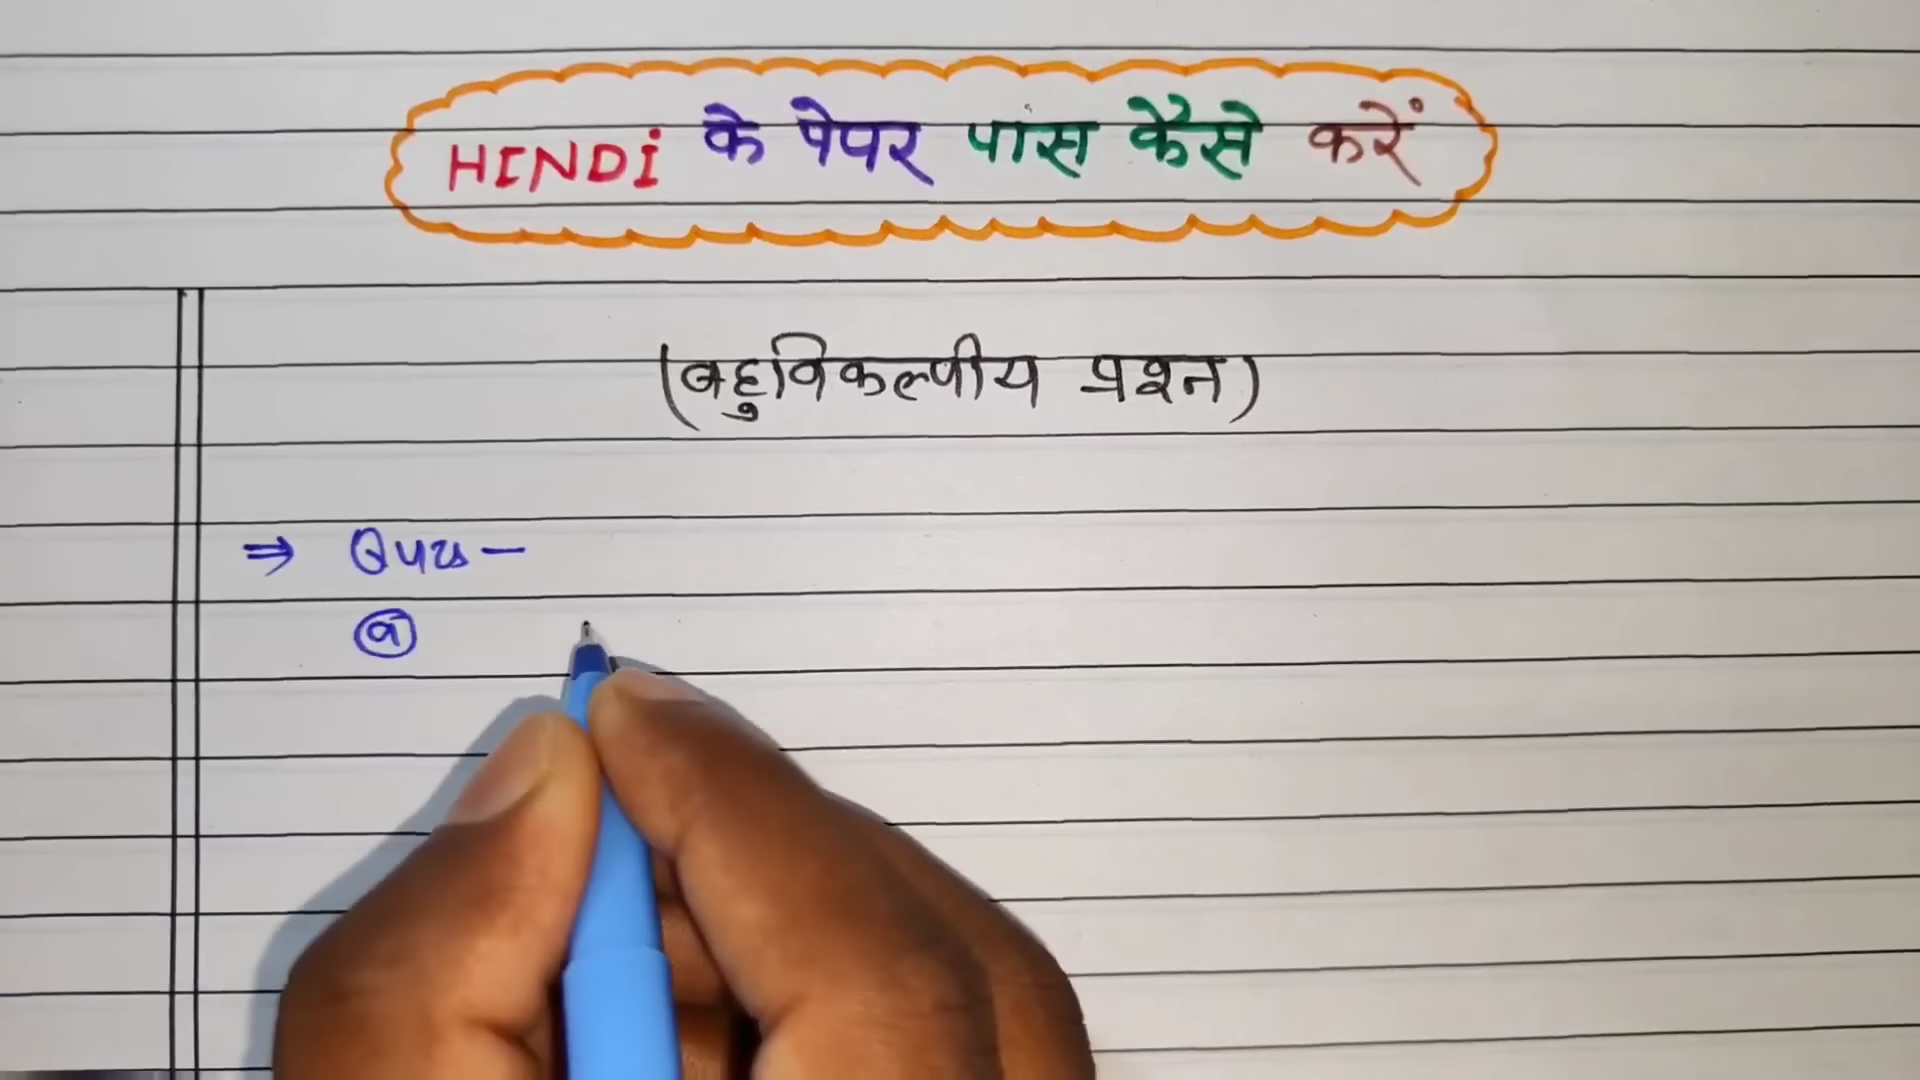 HINDI के पेपर पास कैसे करें
(बहुविकल्पीय प्रश्न)
⇒ Ques –
(a)